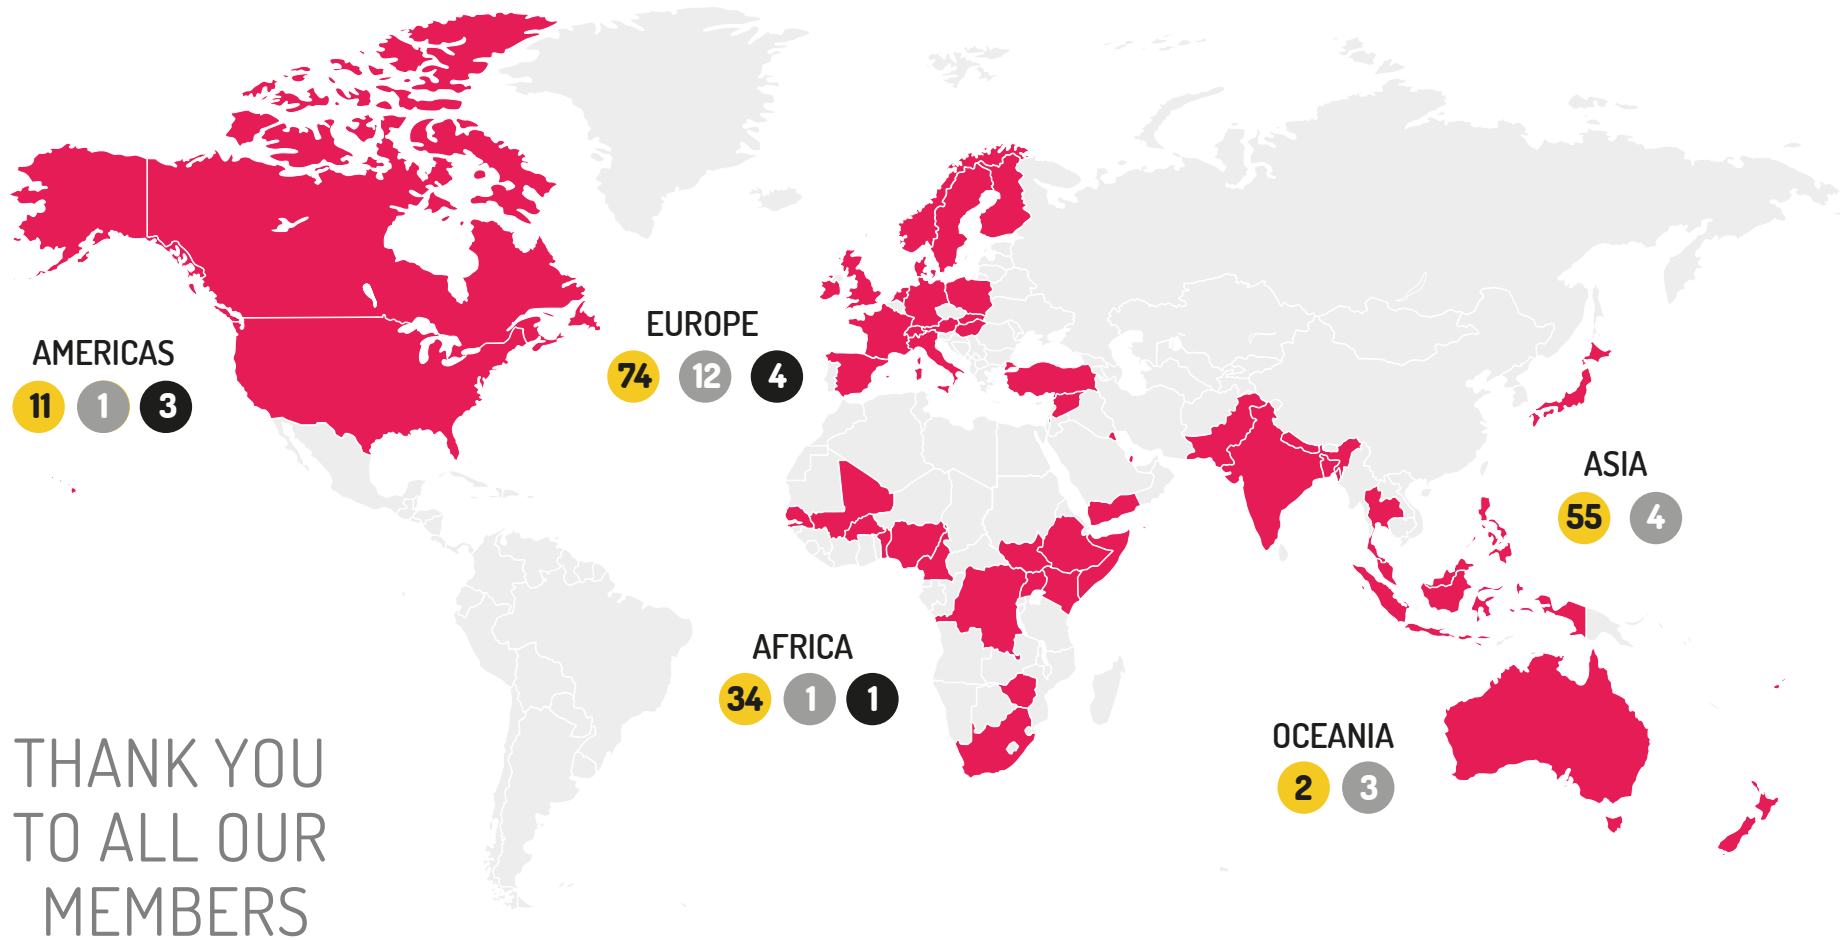 AMERICAS
11 1 3
EUROPE
74 12 4
ASIA
55 4
AFRICA
34 1 1
OCEANIA
2 3
THANK YOU
TO ALL OUR
MEMBERS